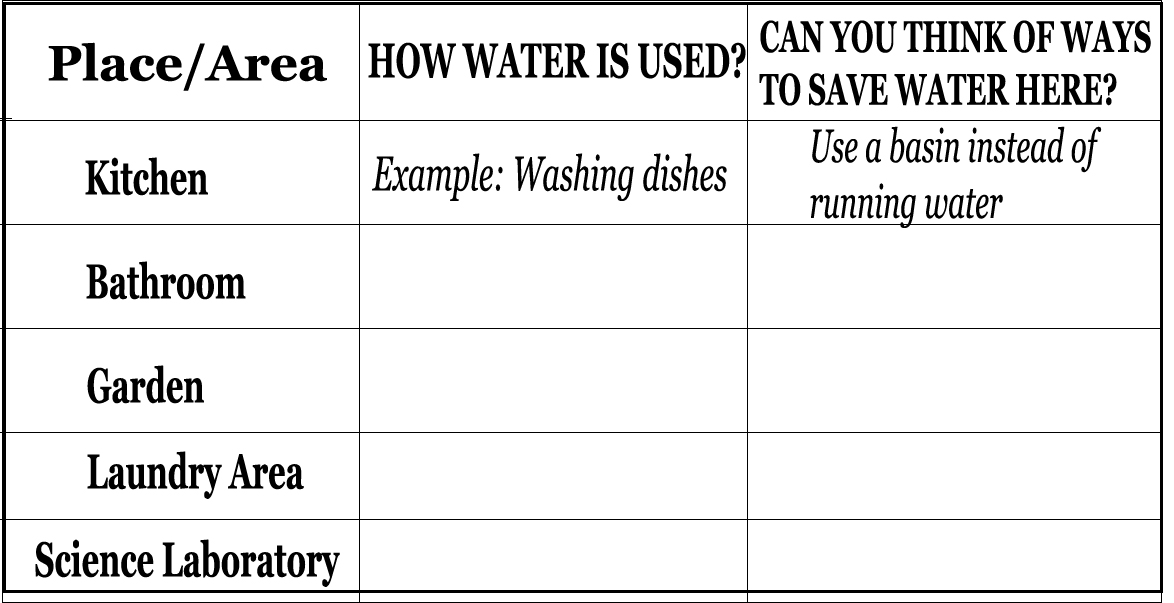 Place/Area
HOW WATER IS USED?
CAN YOU THINK OF WAYS
TO SAVE WATER HERE?
Kitchen
Example: Washing dishes
Use a basin instead of
running water
Bathroom
Garden
Laundry Area
Science Laboratory